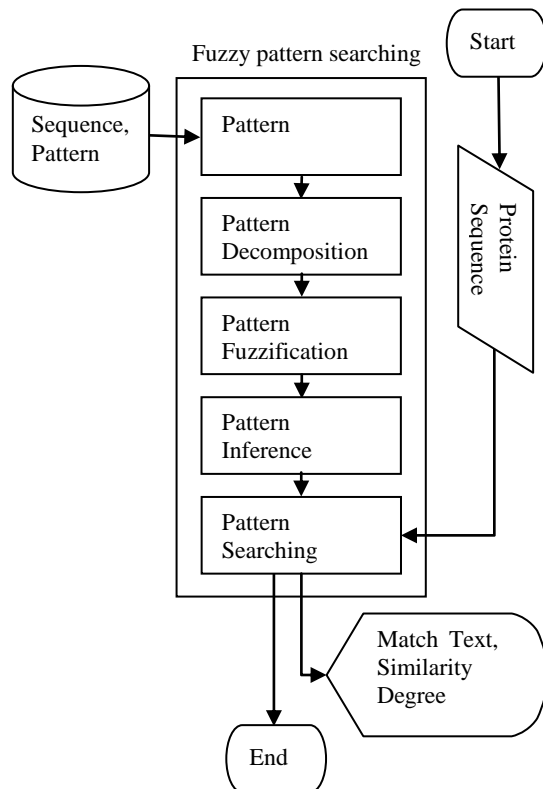 Start
Fuzzy pattern searching
Sequence,
Pattern
Pattern
Pattern
Decomposition
Pattern
Fuzzification
Pattern
Inference
Pattern
Searching
Protein
Sequence
Match Text,
Similarity
Degree
End